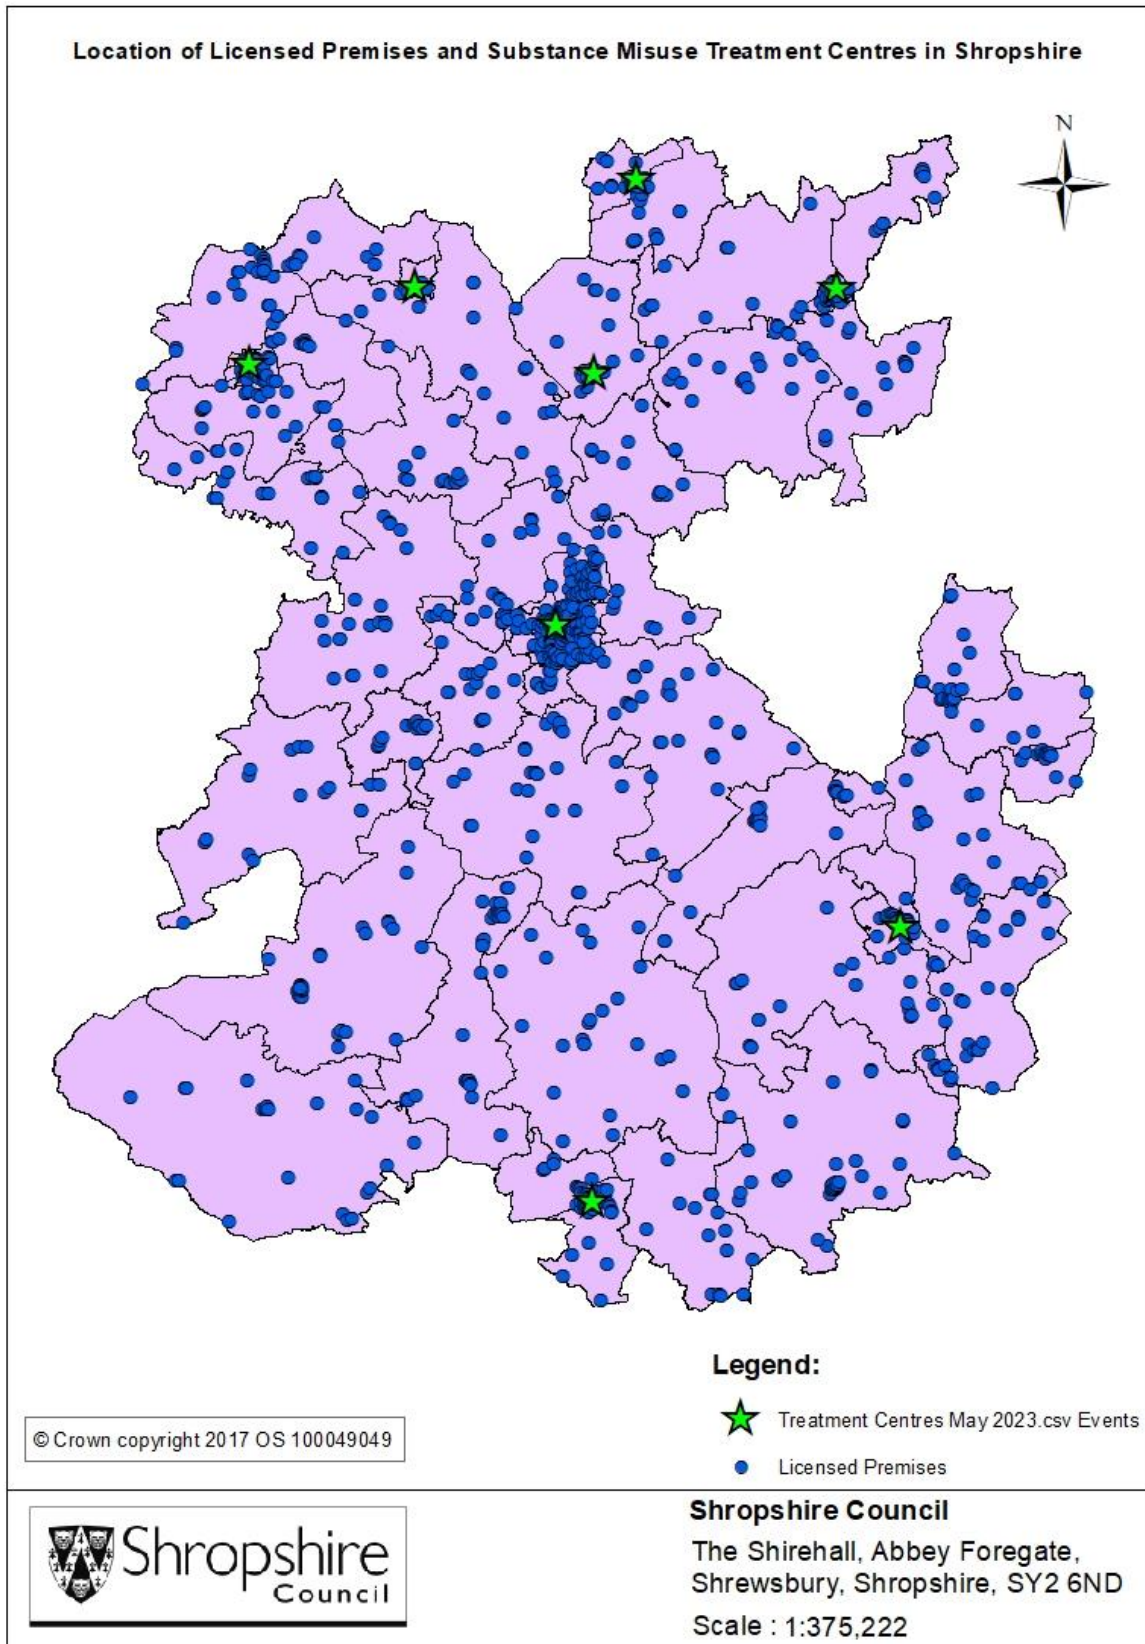 Location of Licensed Premises and Substance Misuse Treatment Centres in Shropshire
N
Legend:
Treatment Centres May 2023.csv Events
Licensed Premises
© Crown copyright 2017 OS 100049049
Shropshire
Council
Shropshire Council
The Shirehall, Abbey Foregate,
Shrewsbury, Shropshire, SY2 6ND
Scale : 1:375,222